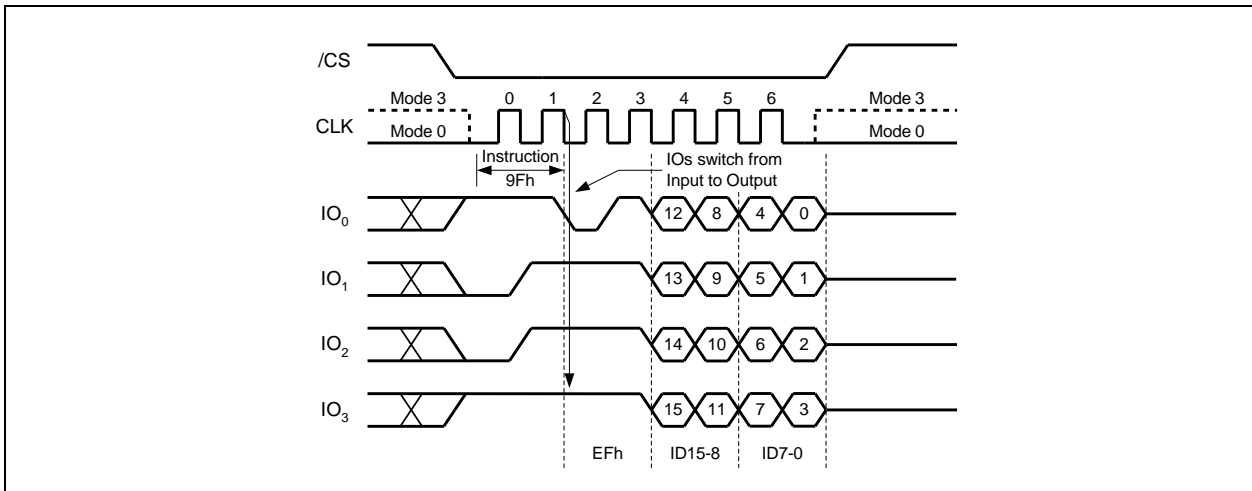 /CS
Mode 3 0 1 2 3 4 5 6 Mode 3
CLK Mode 0 Mode 0
Instruction IOs switch from
9Fh Input to Output
IO0 12 8 4 0
IO1 13 9 5 1
IO2 14 10 6 2
IO3 15 11 7 3
EFh ID15-8 ID7-0